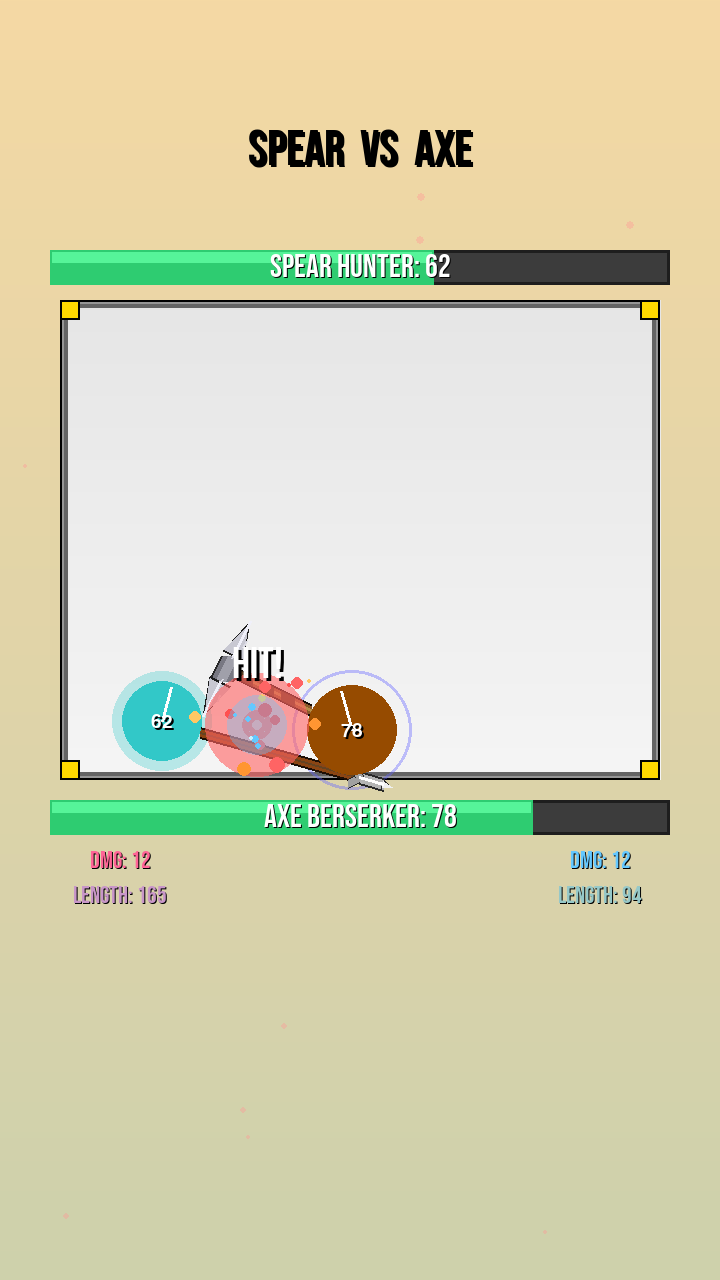 SPEAR VS AXE
SPEAR HUNTER: 62
HIT!
62
78
AXE BERSERKER: 78
DMG: 12
DMG: 12
LENGTH: 165
LENGTH: 94